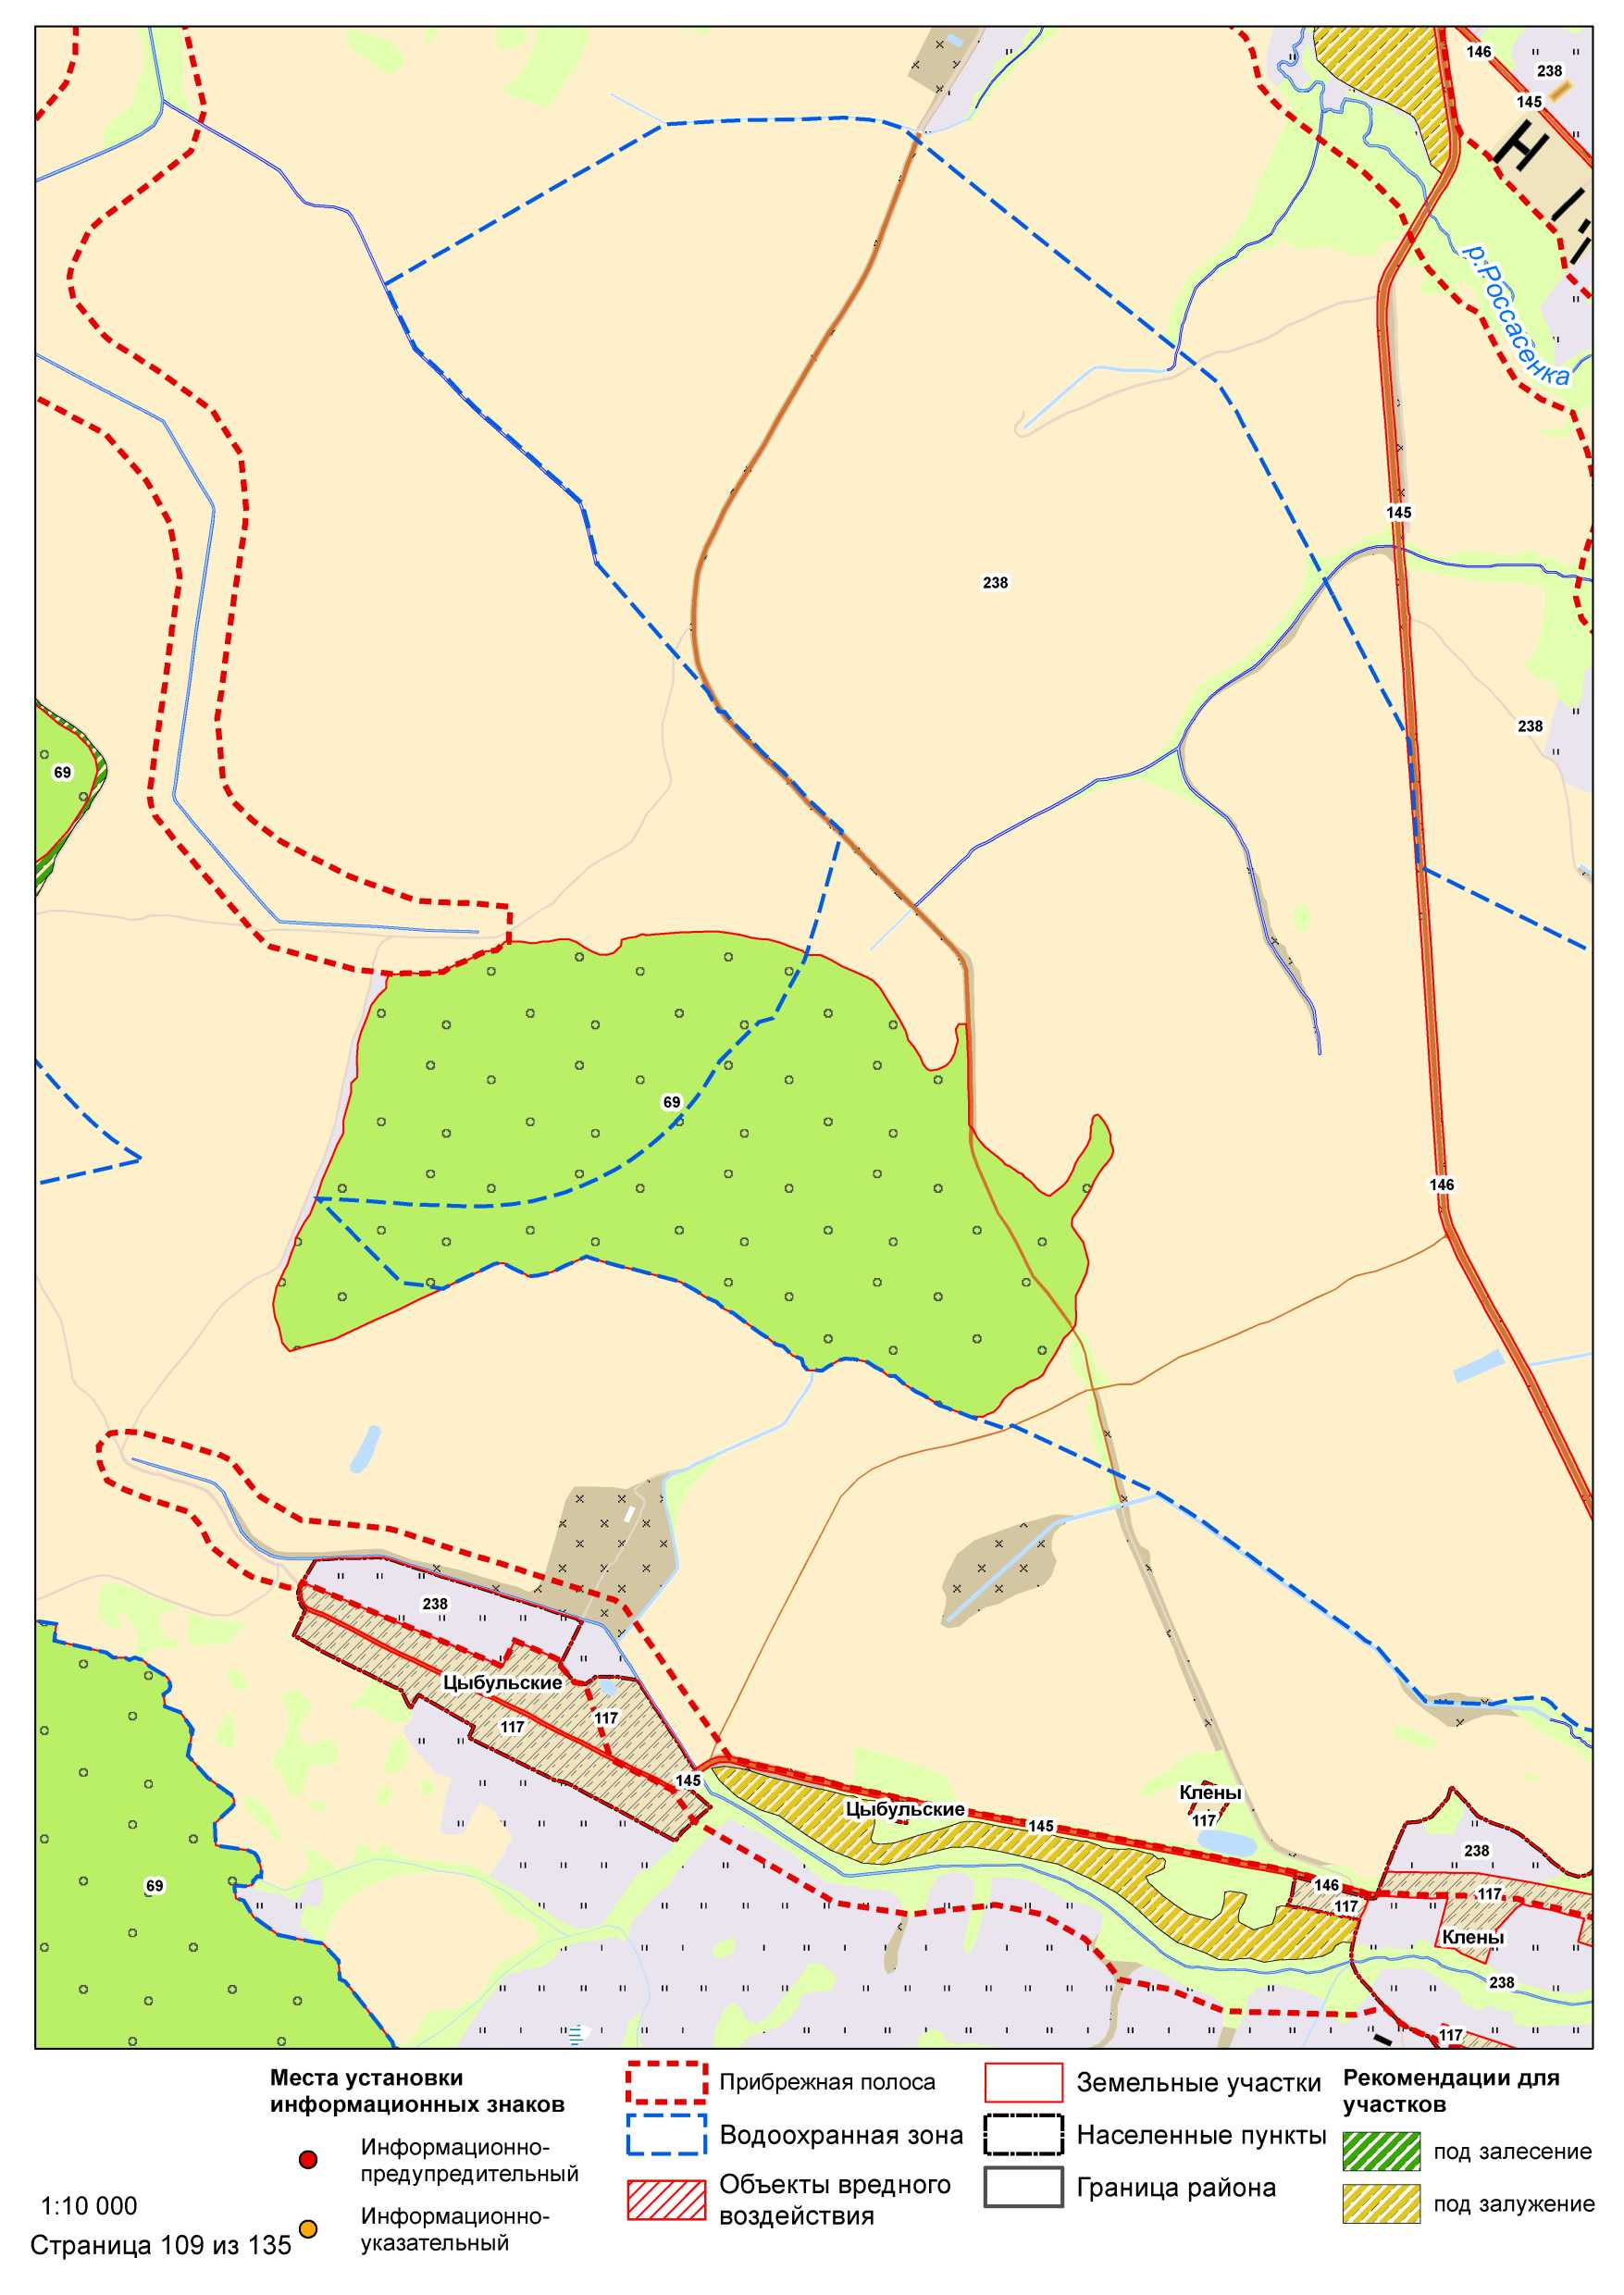 146
238
145
Н
р.Россасенка
145
238
238
69
69
146
238
Цыбульские
117
117
145
Цыбульские
145
Клены
117
238
146
117
117
Клены
69
238
117
Места установки
информационных знаков
Информационно-
предупредительный
Информационно-
указательный
1:10 000
Страница 109 из 135
Прибрежная полоса
Водоохранная зона
Объекты вредного
воздействия
Земельные участки
Населенные пункты
Граница района
Рекомендации для
участков
под залесение
под залужение